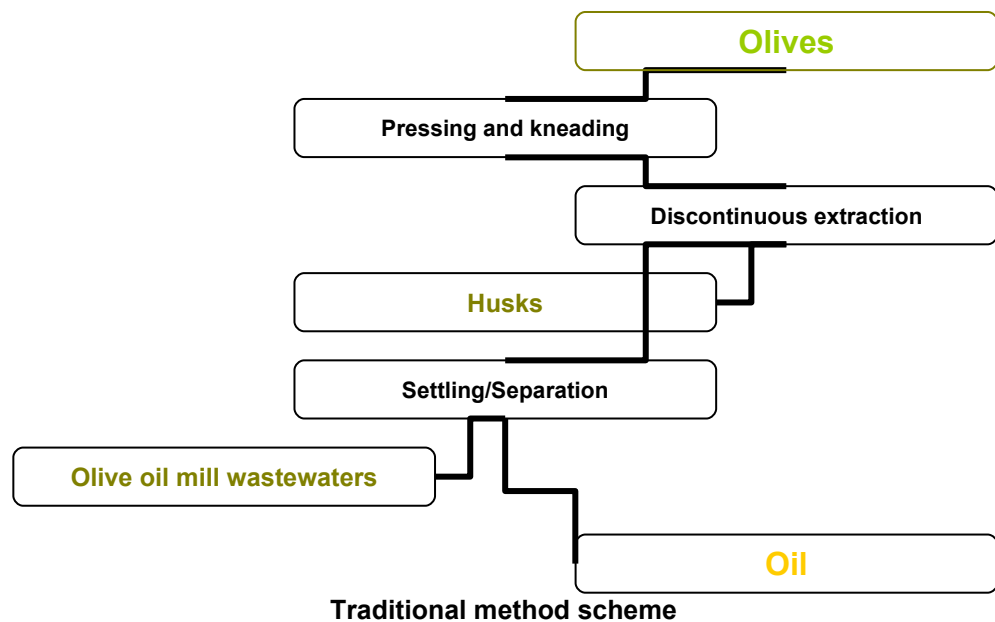 Olives
Pressing and kneading
Discontinuous extraction
Husks
Settling/Separation
Olive oil mill wastewaters
Oil
Traditional method scheme